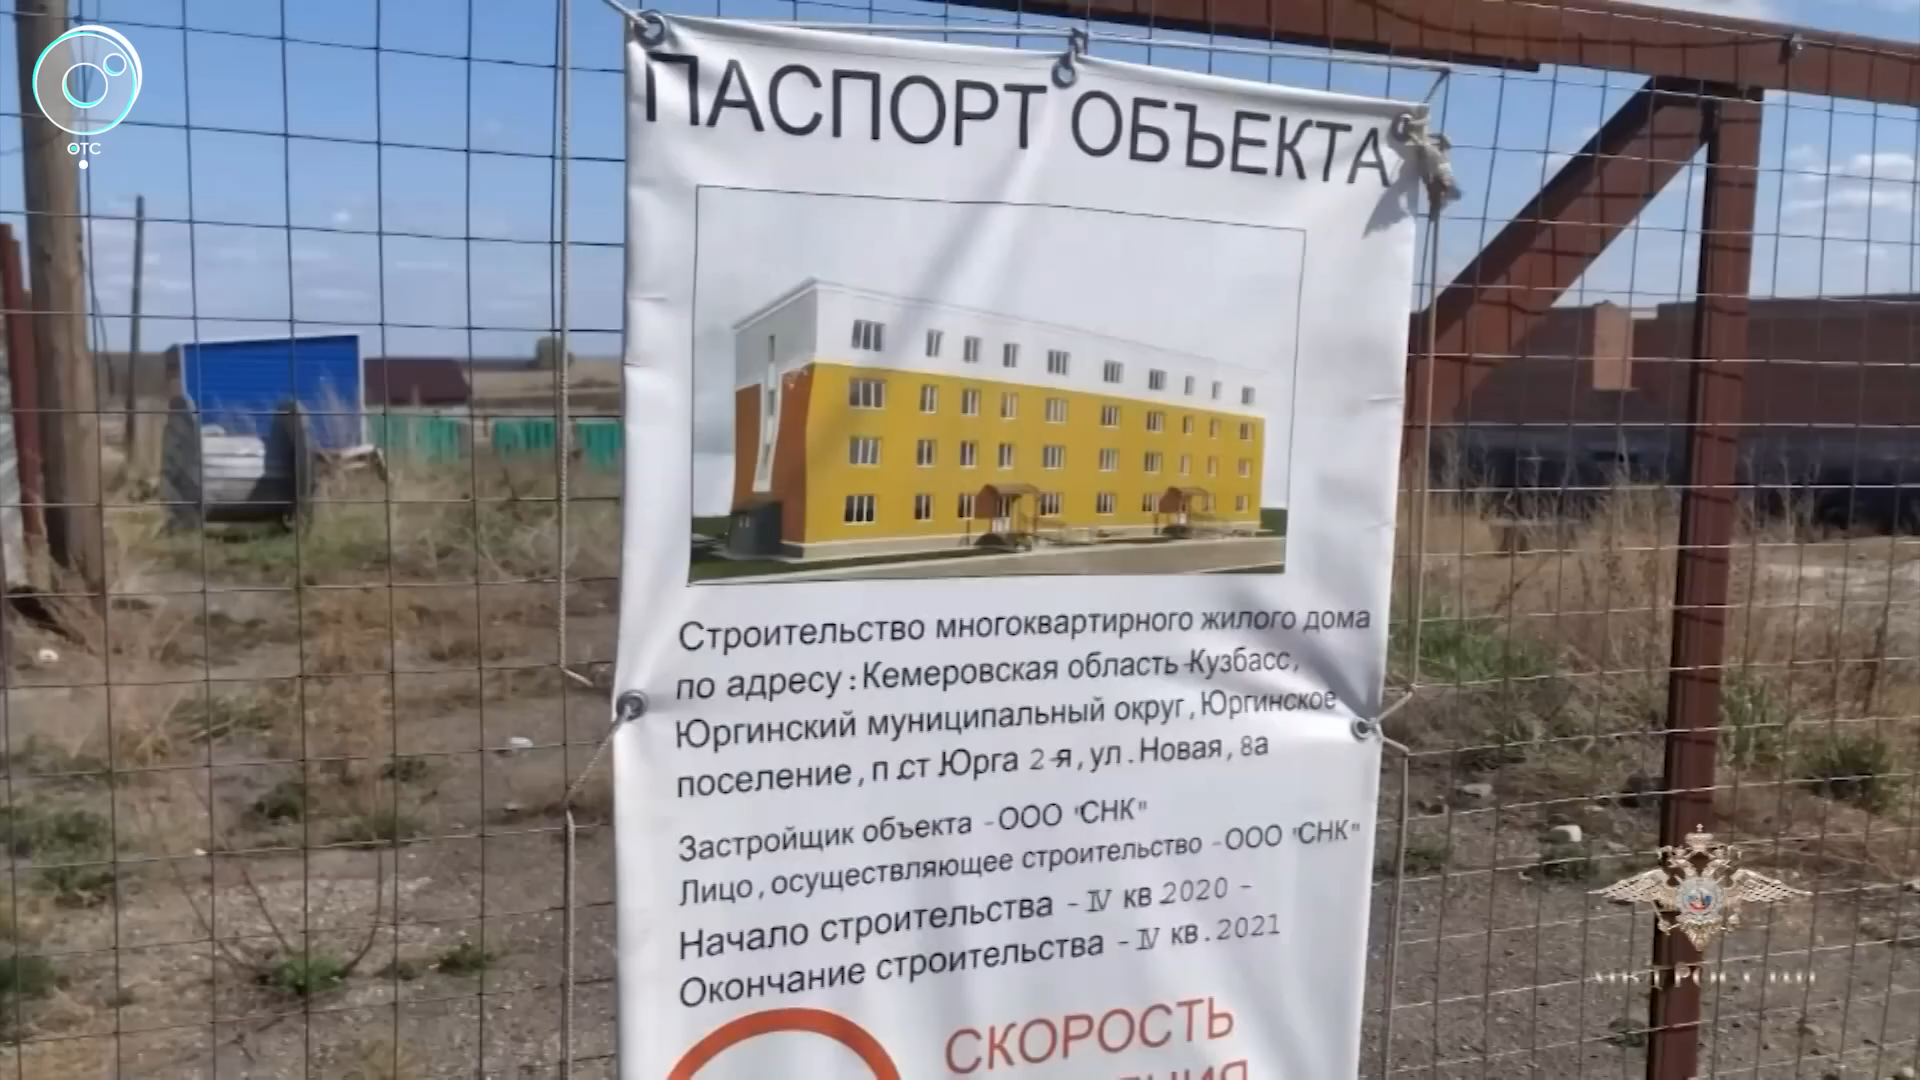 ОТС
ПАСПОРТ ОБЪЕКТА
Строительство многоквартирного жилого дома
по адресу: Кемеровская область-Кузбасс,
Юргинский муниципальный округ, Юргинское
поселение, п.ст Юрга 2-я, ул. Новая, 8а
Застройщик объекта - ООО "СНК"
Лицо, осуществляющее строительство - ООО "СНК"
Начало строительства - IV кв 2020 -
Окончание строительства - IV кв. 2021
СКОРОСТЬ